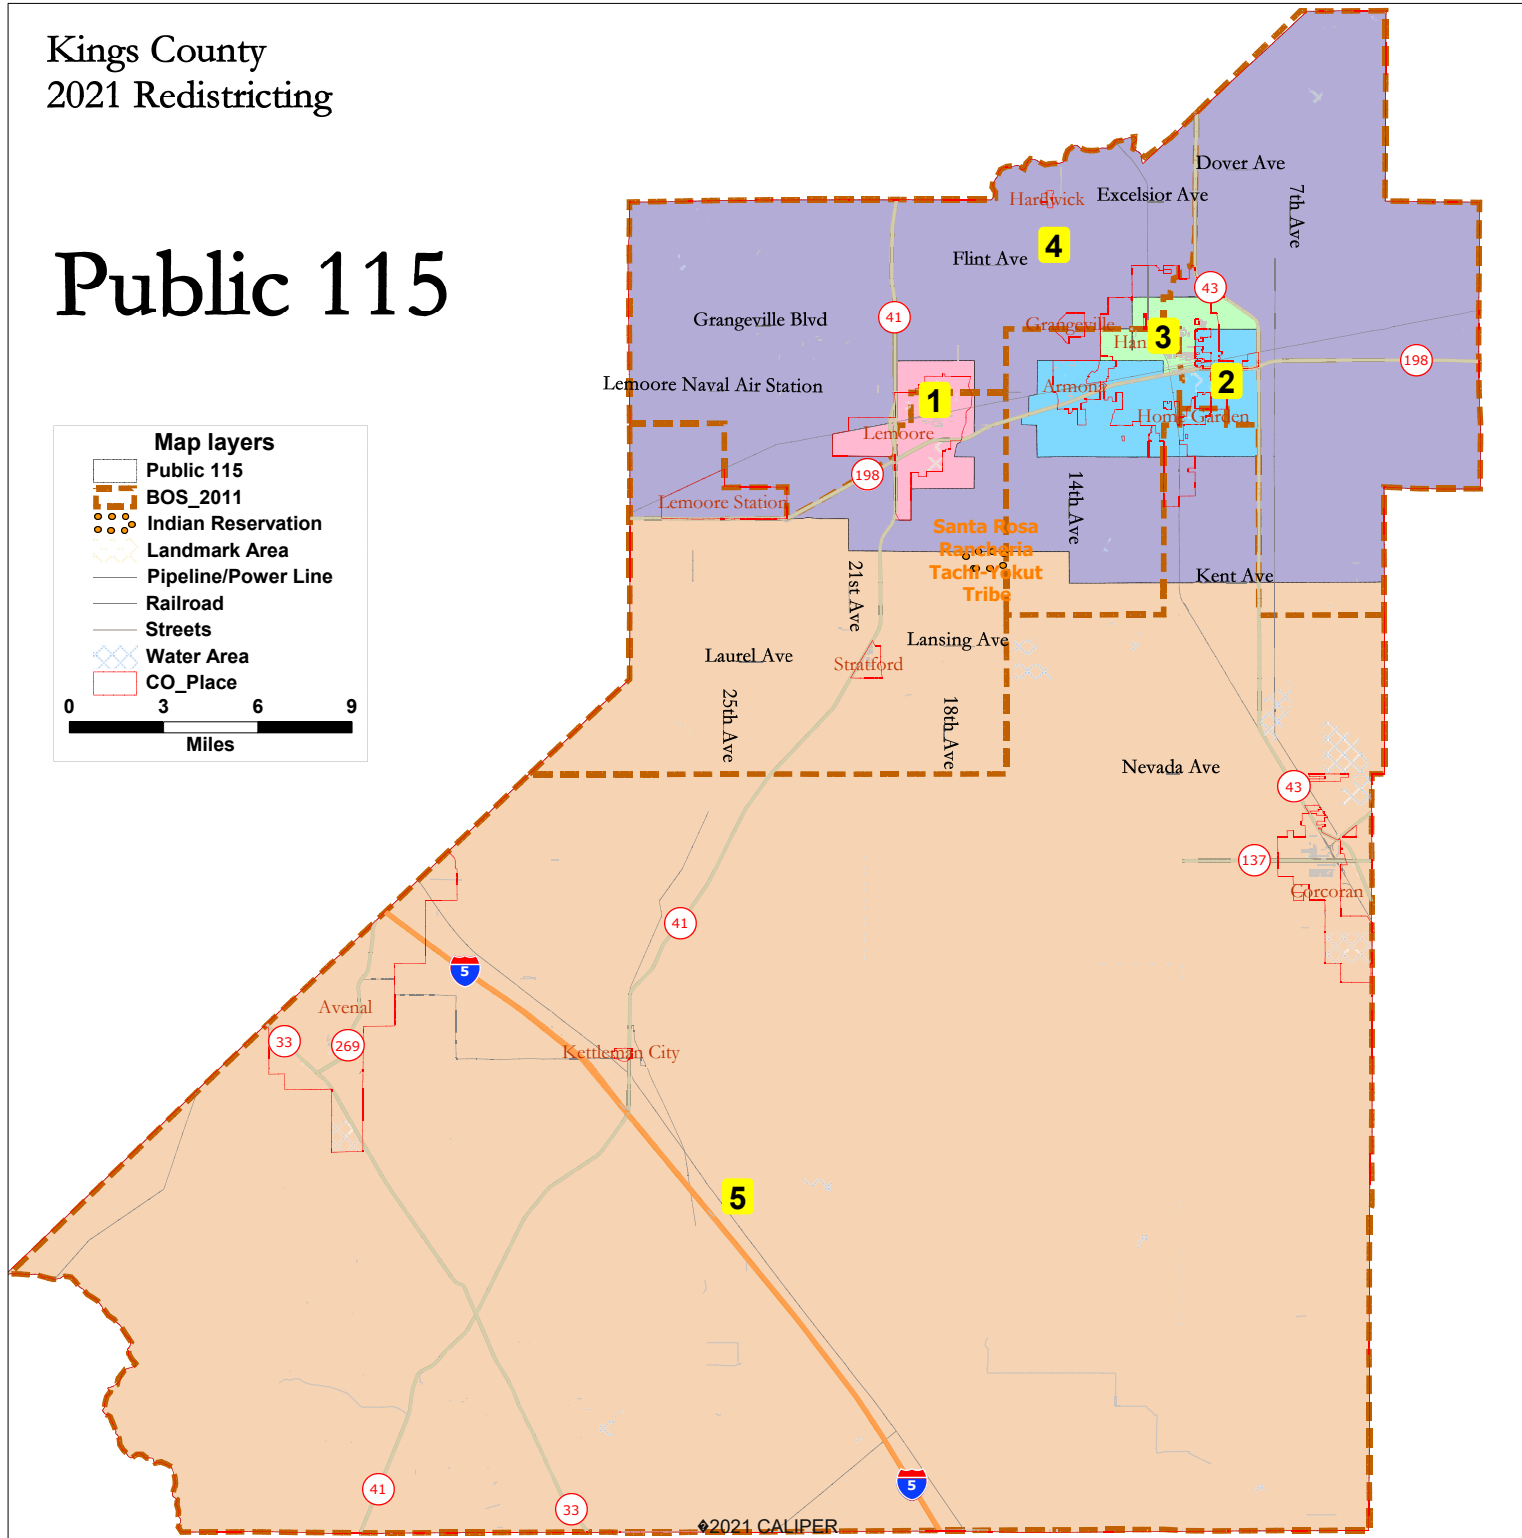 Kings County
2021 Redistricting
Public 115
Dover Ave
Excelsior Ave
7th Ave
Hardwick
4
Flint Ave
43
Grangeville Blvd
41
Grangeville
3
Han
198
Lemoore Naval Air Station
1
Armona
2
Home Garden
Lemoore
198
Lemoore Station
14th Ave
Santa Rosa
Rancheria
Tachi-Yokut
Tribe
Kent Ave
21st Ave
Lansing Ave
Laurel Ave
Stratford
25th Ave
18th Ave
Nevada Ave
43
137
Corcoran
41
5
Avenal
33
269
Kettleman City
5
41
33
5
Map layers
Public 115
BOS_2011
Indian Reservation
Landmark Area
Pipeline/Power Line
Railroad
Streets
Water Area
CO_Place
0 3 6 9
Miles
�2021 CALIPER